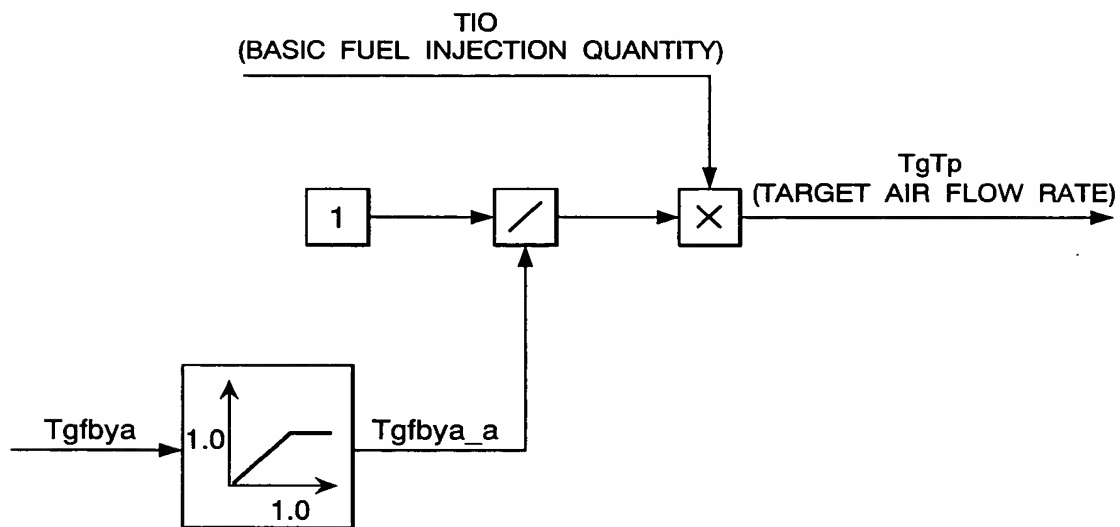 TIO
(BASIC FUEL INJECTION QUANTITY)
TgTp
(TARGET AIR FLOW RATE)
1
Tgfbya
1.0
1.0
Tgfbya_a